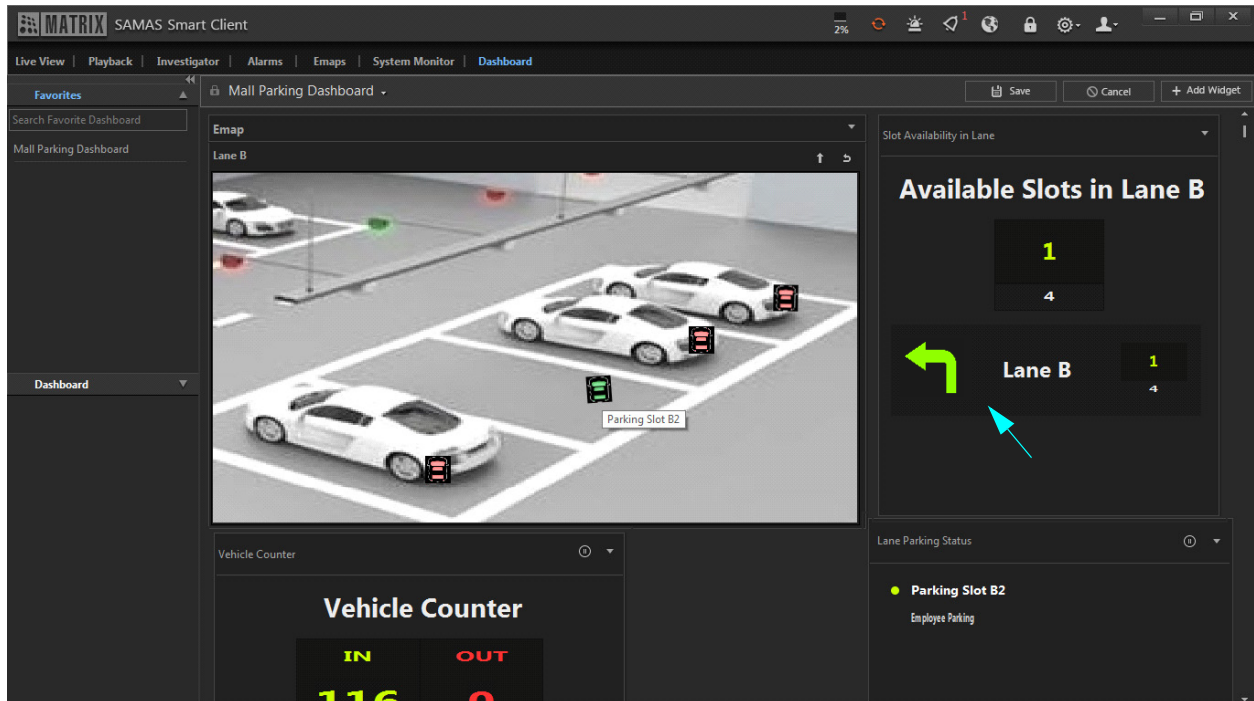 MATRIX SAMAS Smart Client
2%
1
Live View | Playback | Investigator | Alarms | Emaps | System Monitor | Dashboard
Favorites
Search Favorite Dashboard
Mall Parking Dashboard
Dashboard
Mall Parking Dashboard
Save
Cancel
+ Add Widget
Emap
Lane B
Parking Slot B2
Slot Availability in Lane
Available Slots in Lane B
1
4
Lane B
1
4
Vehicle Counter
Vehicle Counter
IN OUT
116
Lane Parking Status
Parking Slot B2
Employee Parking